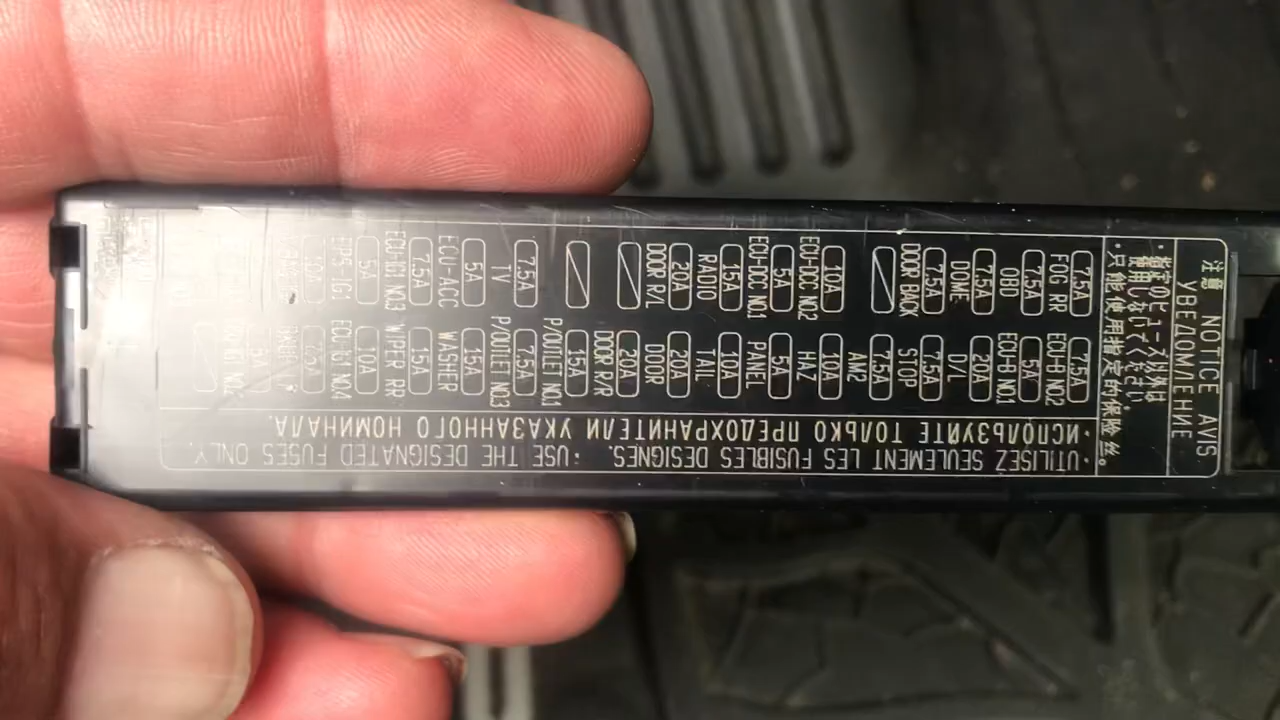 注意 NOTICE AVIS
УВЕДОМЛЕНИЕ
・指定のヒューズ以外は
使用しないでください。
・只能使用指定的保险丝。
7.5A 7.5A
FOG RR ECU-B NO.2
7.5A 5A
OBD ECU-B NO.1
7.5A 20A
DOME D/L
7.5A 7.5A
DOOR BACK STOP
7.5A
AM2
10A 10A
ECU-DCC NO.2 HAZ
5A 5A
ECU-DCC NO.1 PANEL
15A 10A
RADIO TAIL
20A 20A
DOOR R/L DOOR
20A
DOOR R/R
15A
P/OUTLET NO.1
7.5A 7.5A
TV P/OUTLET NO.3
5A 15A
ECU-ACC WASHER
7.5A 15A
ECU-IG1 NO.3 WIPER RR
5A 10A
EPS IG1 ECU-IG1 NO.4
10A
5A
・ИСПОЛЬЗУЙТЕ ТОЛЬКО ПРЕДОХРАНИТЕЛИ УКАЗАННОГО НОМИНАЛА.
・UTILISEZ SEULEMENT LES FUSIBLES DESIGNES. ・USE THE DESIGNATED FUSES ONLY.